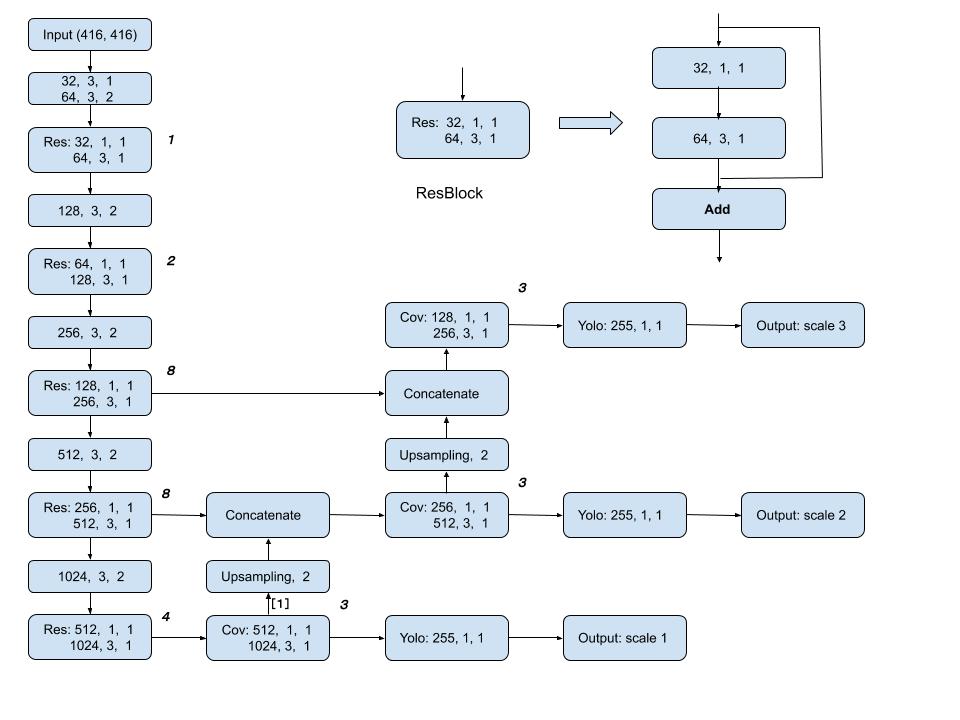 Input (416, 416)
32, 3, 1
64, 3, 2
Res: 32, 1, 1
64, 3, 1
1
128, 3, 2
Res: 64, 1, 1
128, 3, 1
2
256, 3, 2
Res: 128, 1, 1
256, 3, 1
8
512, 3, 2
Res: 256, 1, 1
512, 3, 1
8
1024, 3, 2
Res: 512, 1, 1
1024, 3, 1
4
Res: 32, 1, 1
64, 3, 1
ResBlock
32, 1, 1
64, 3, 1
Add
3
Cov: 128, 1, 1
256, 3, 1
Yolo: 255, 1, 1
Output: scale 3
Concatenate
Upsampling, 2
3
Concatenate
Cov: 256, 1, 1
512, 3, 1
Yolo: 255, 1, 1
Output: scale 2
Upsampling, 2
[1]
3
Cov: 512, 1, 1
1024, 3, 1
Yolo: 255, 1, 1
Output: scale 1